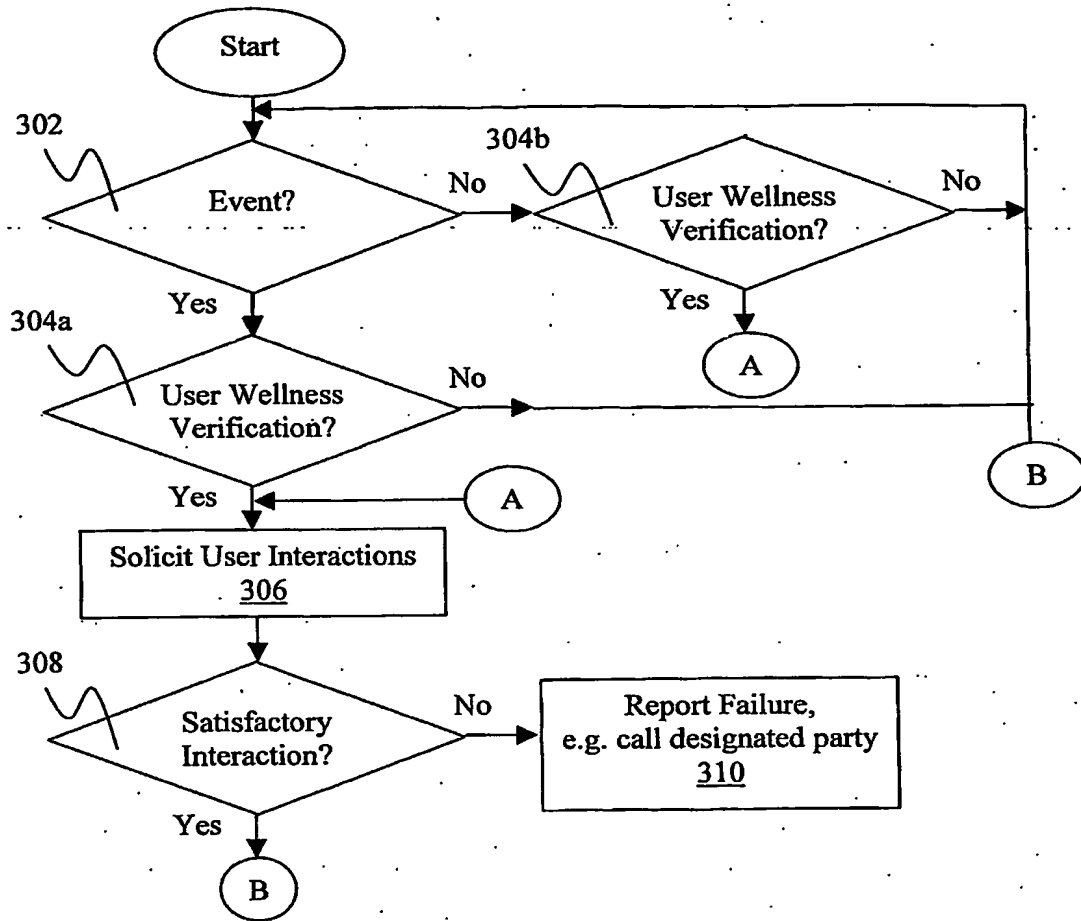 Start
302
Event?
No
304b
User Wellness
Verification?
No
Yes
Yes
A
304a
User Wellness
Verification?
No
B
Yes
A
Solicit User Interactions
306
308
Satisfactory
Interaction?
No
Report Failure,
e.g. call designated party
310
Yes
B